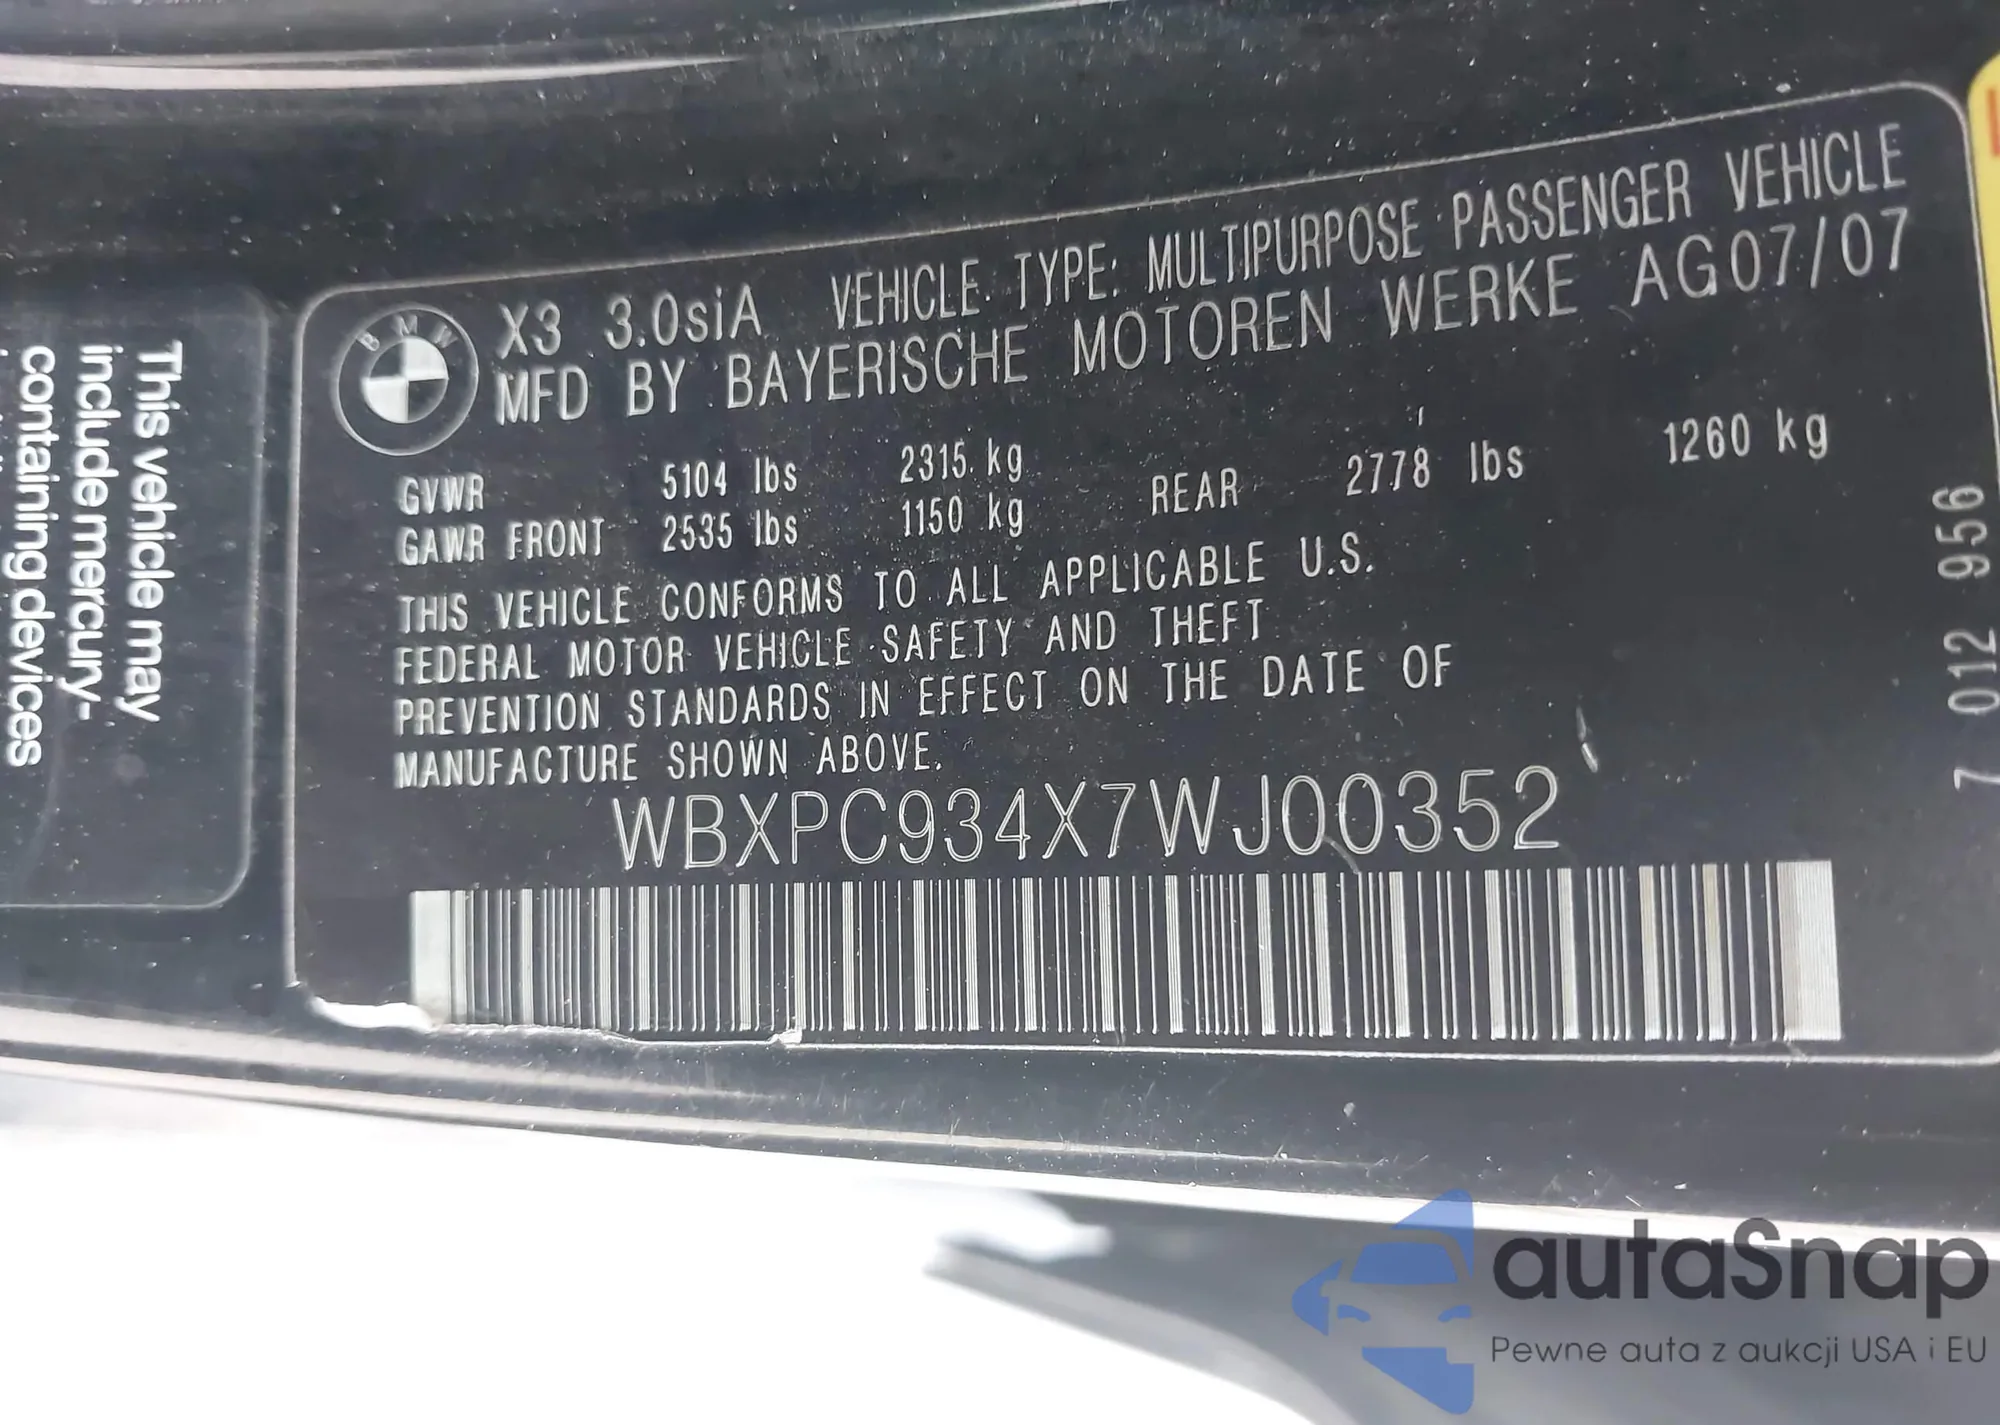 This vehicle may
include mercury-
containing devices
BMW
X3 3.0siA VEHICLE TYPE: MULTIPURPOSE PASSENGER VEHICLE
MFD BY BAYERISCHE MOTOREN WERKE AG07/07
GVWR 5104 lbs 2315 kg
GAWR FRONT 2535 lbs 1150 kg REAR 2778 lbs 1260 kg
THIS VEHICLE CONFORMS TO ALL APPLICABLE U.S.
FEDERAL MOTOR VEHICLE SAFETY AND THEFT
PREVENTION STANDARDS IN EFFECT ON THE DATE OF
MANUFACTURE SHOWN ABOVE.
WBXPC934X7WJ00352
7 012 956
autaSnap
Pewne auta z aukcji USA i EU